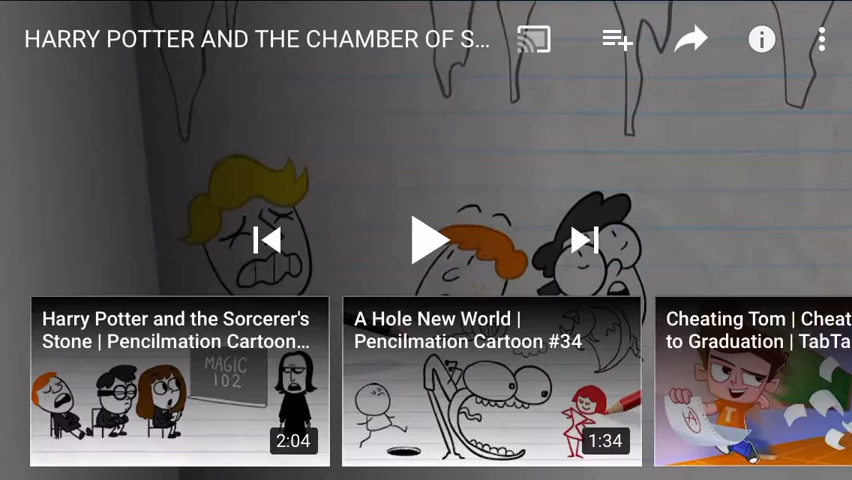 HARRY POTTER AND THE CHAMBER OF S...
Harry Potter and the Sorcerer's
Stone | Pencilmation Cartoon...
MAGIC
102
2:04
A Hole New World |
Pencilmation Cartoon #34
1:34
Cheating Tom | Cheat
to Graduation | TabTa
A
T